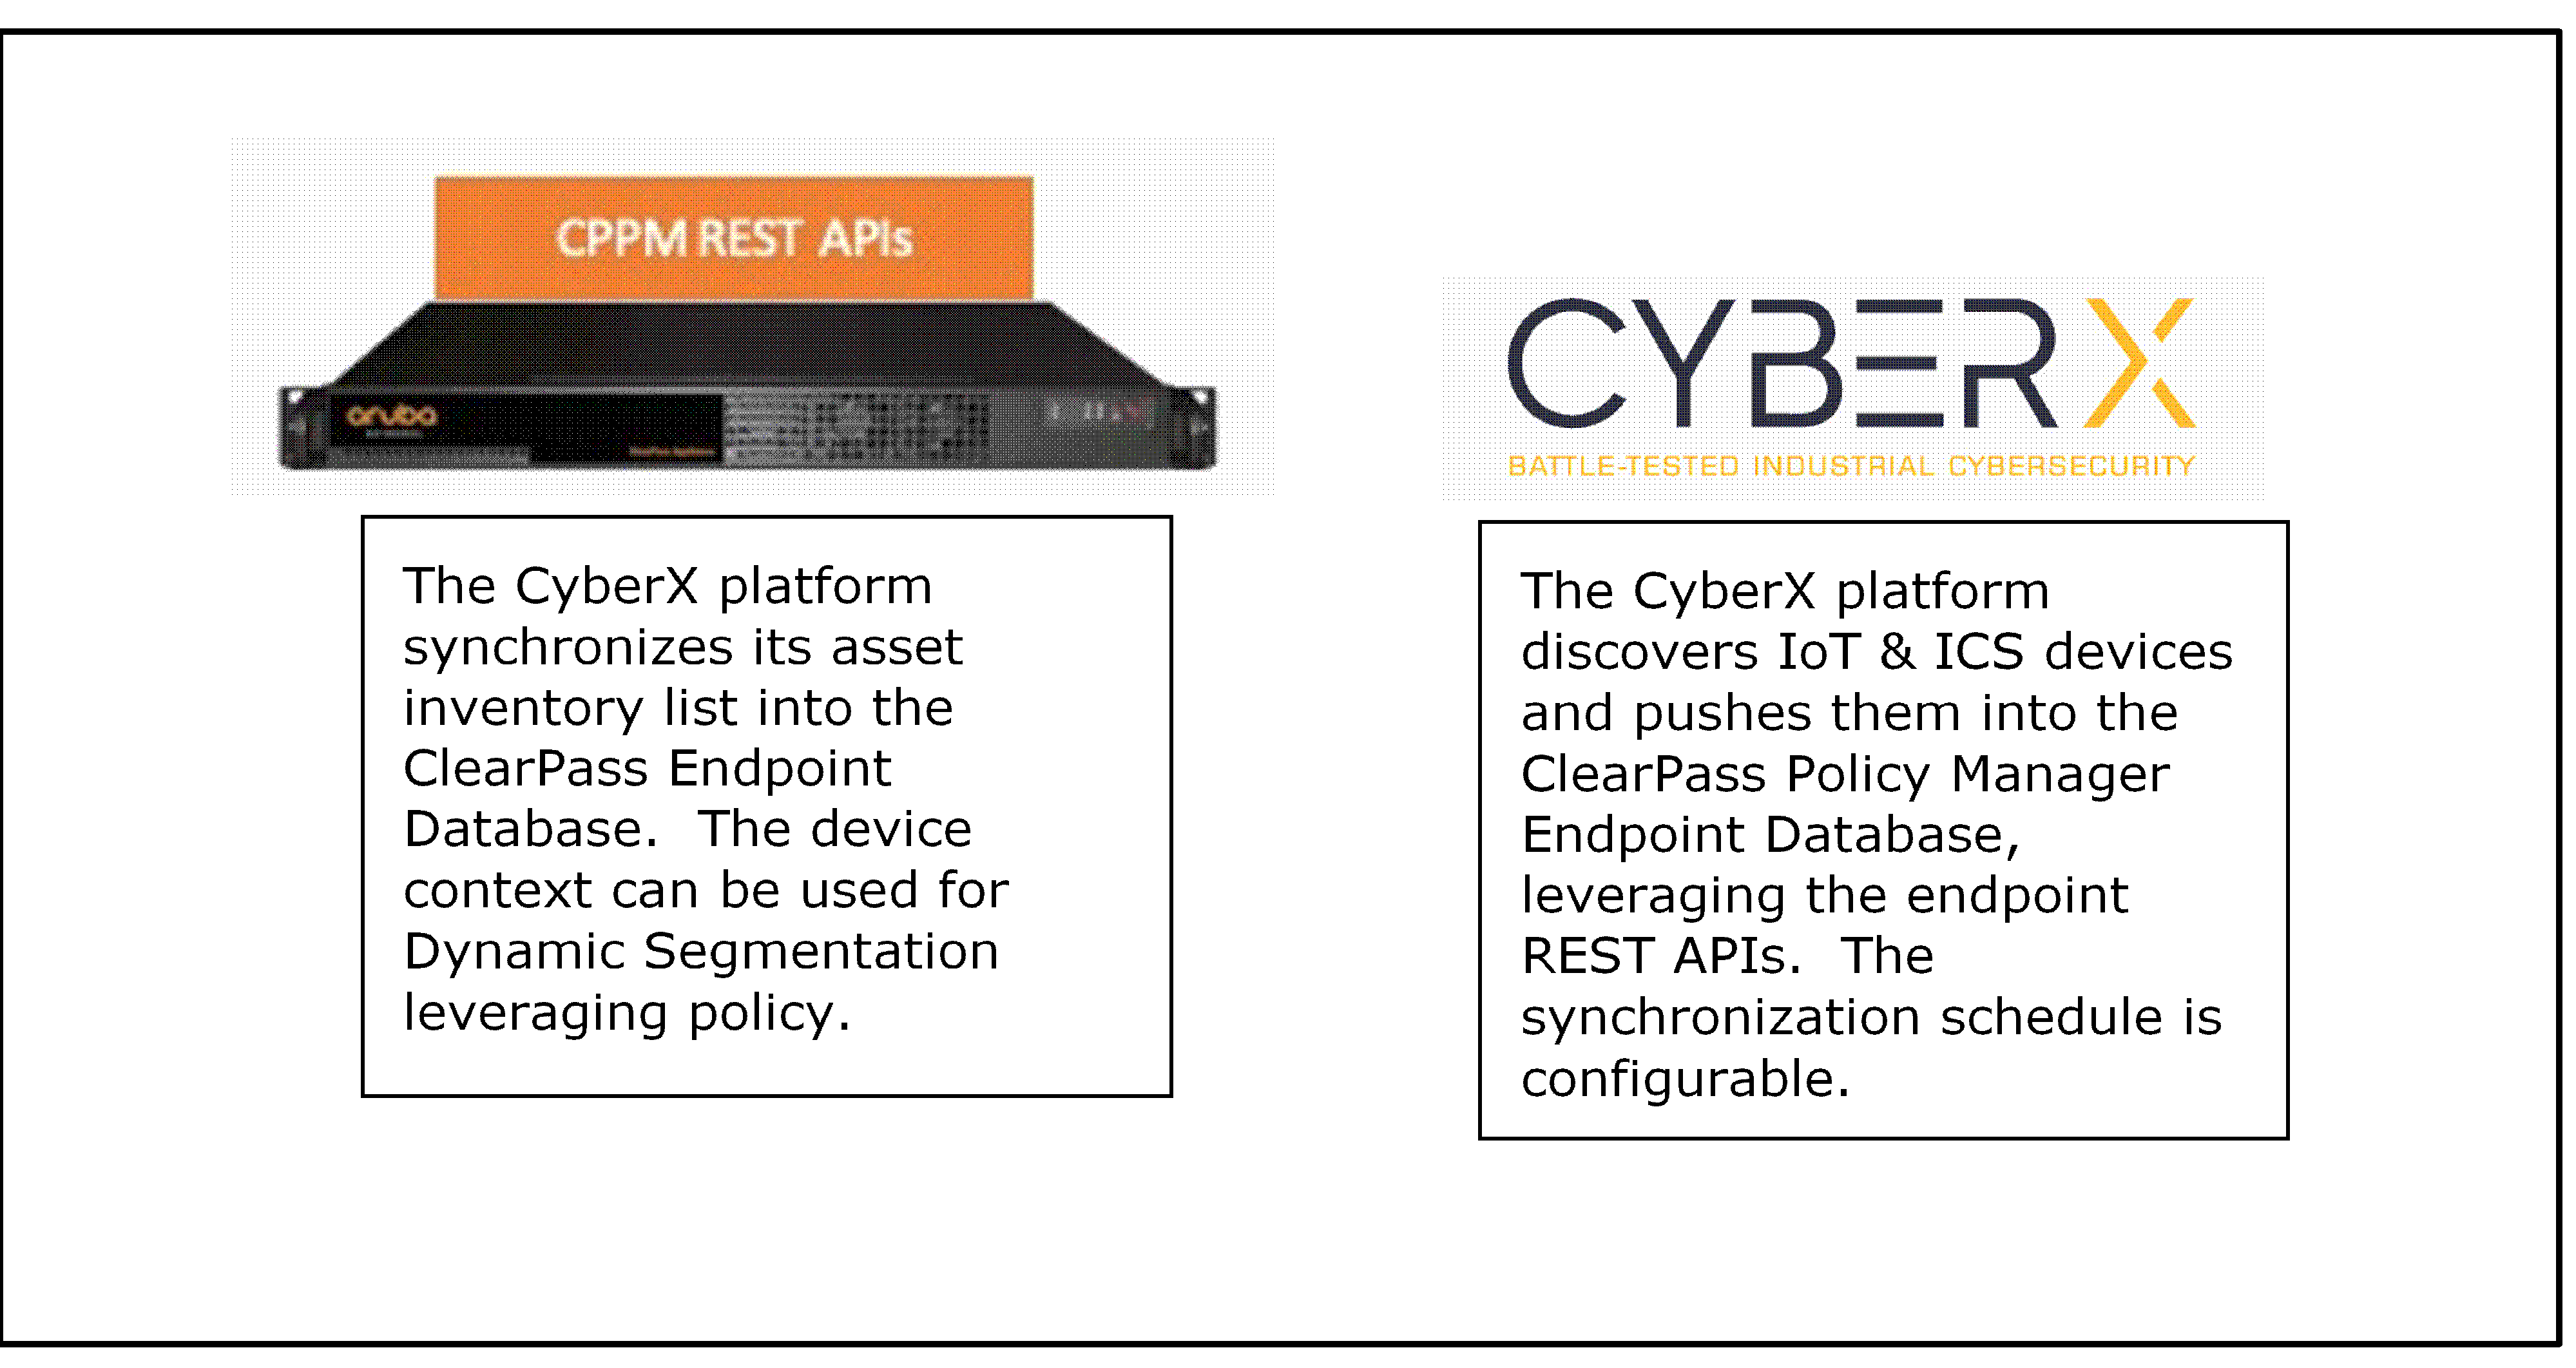 CPPM REST APIs
aruba
The CyberX platform
synchronizes its asset
inventory list into the
ClearPass Endpoint
Database. The device
context can be used for
Dynamic Segmentation
leveraging policy.
CYBERX
BATTLE-TESTED INDUSTRIAL CYBERSECURITY
The CyberX platform
discovers IoT & ICS devices
and pushes them into the
ClearPass Policy Manager
Endpoint Database,
leveraging the endpoint
REST APIs. The
synchronization schedule is
configurable.